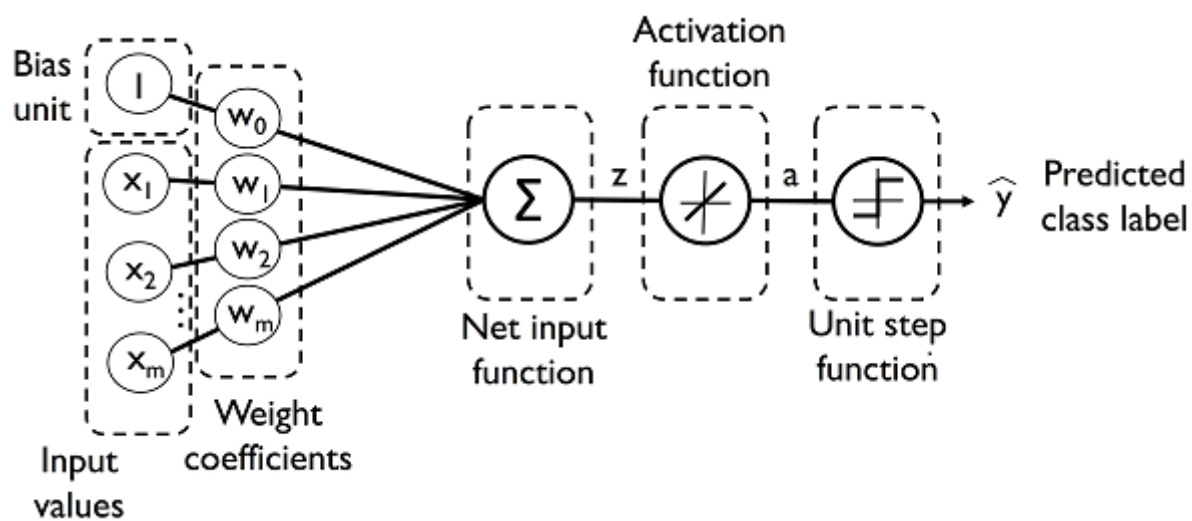 Activation
function
Bias
unit
1
w₀
x₁
w₁
x₂
w₂
⋮
xₘ
wₘ
Σ
z
a
ŷ
Predicted
class label
Net input
function
Unit step
function
Weight
coefficients
Input
values